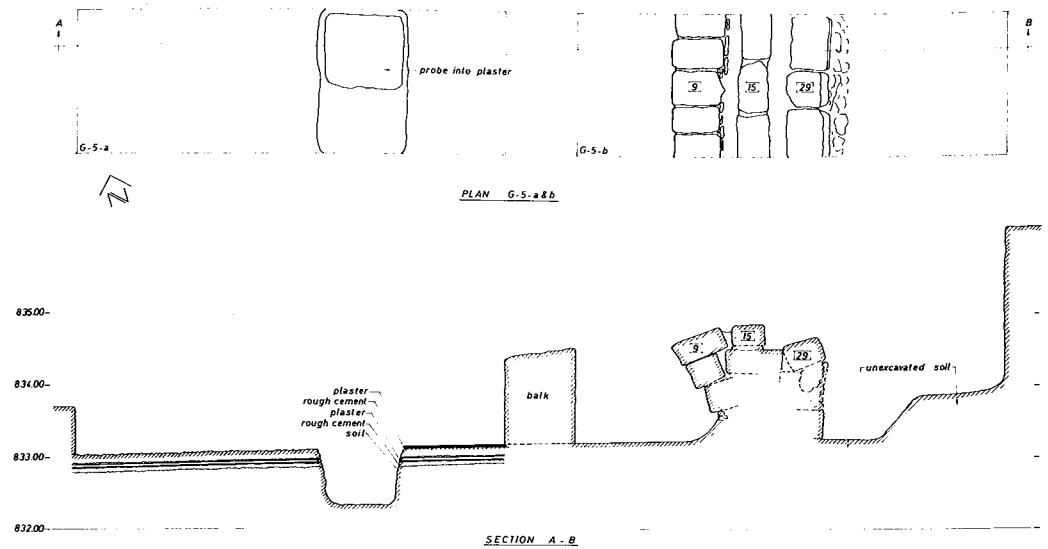 A
B
probe into plaster
9
15
29
G-5-a
G-5-b
N
PLAN G-5-a&b
835.00
834.00
833.00
832.00
plaster
rough cement
plaster
rough cement
soil
balk
9
15
29
unexcavated soil
SECTION A-B